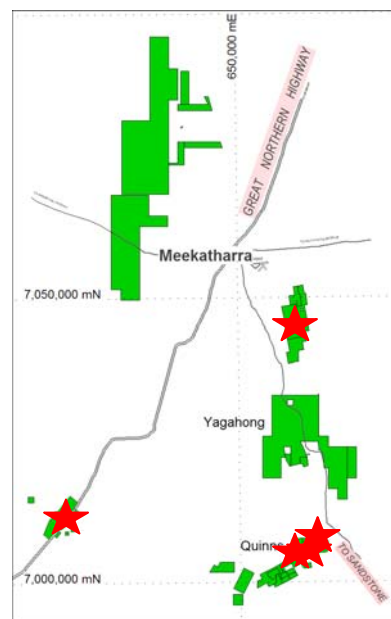 650,000 mE
GREAT NORTHERN HIGHWAY
Meekatharra
7,050,000 mN
Yagahong
Quinns
7,000,000 mN
TO SANDSTONE